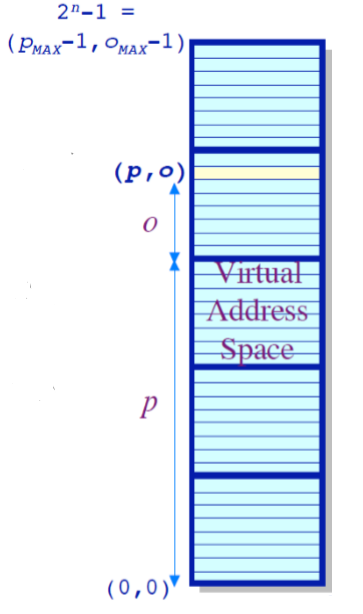 2ⁿ-1 =
(p_MAX-1, o_MAX-1)
(p,o)
o
Virtual
Address
Space
p
(0,0)